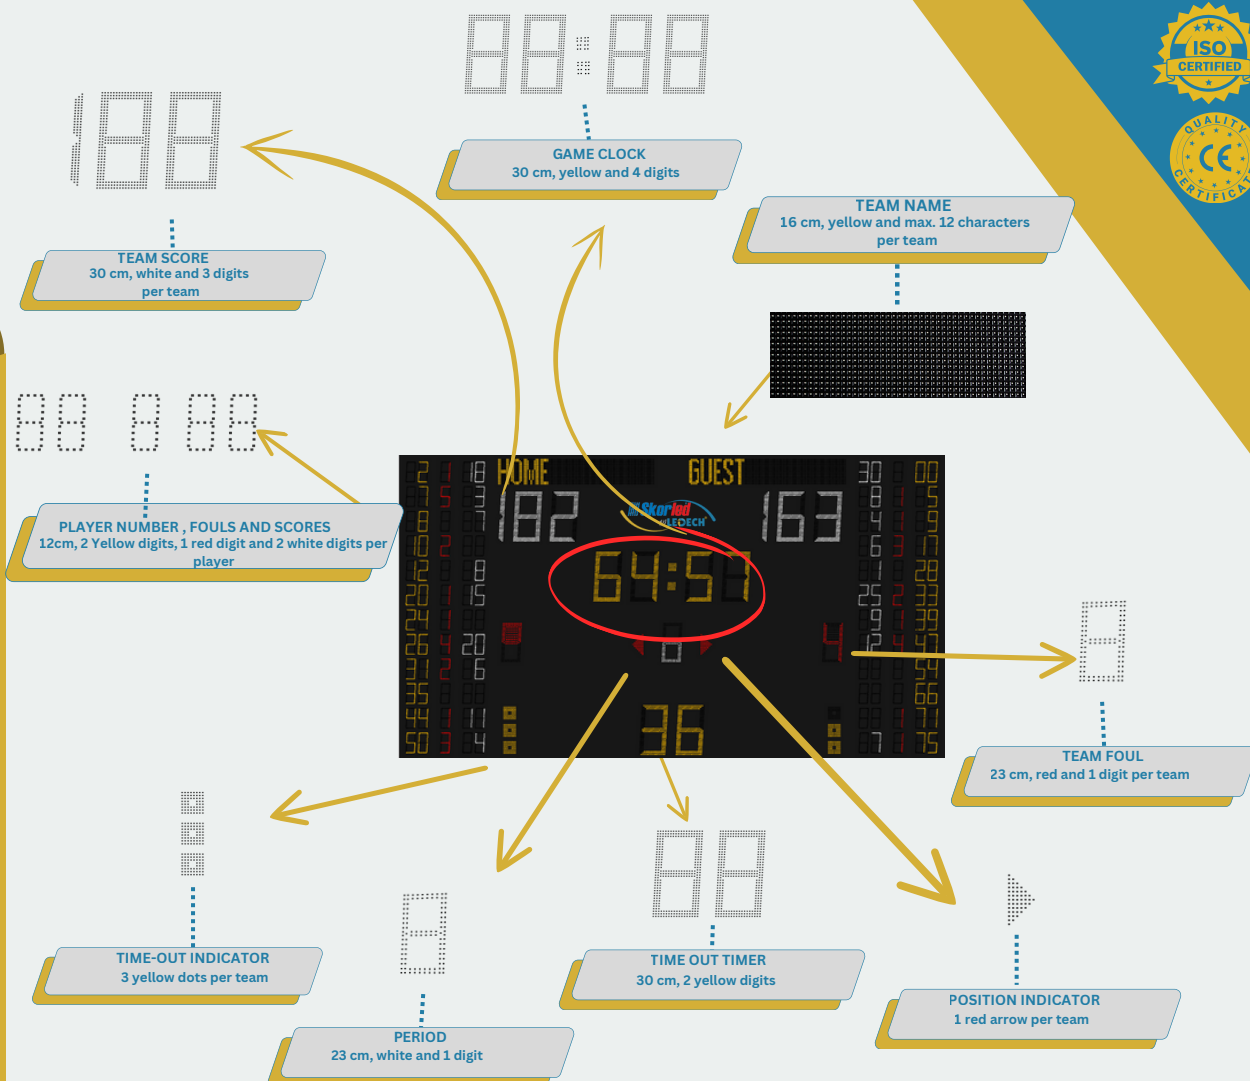 ISO
CERTIFIED
QUALITY
CE
CERTIFICAT
GAME CLOCK
30 cm, yellow and 4 digits
TEAM NAME
16 cm, yellow and max. 12 characters
per team
TEAM SCORE
30 cm, white and 3 digits
per team
PLAYER NUMBER , FOULS AND SCORES
12cm, 2 Yellow digits, 1 red digit and 2 white digits per
player
HOME GUEST
182 163
Skorled
LEDECH
64:57
4
36
TEAM FOUL
23 cm, red and 1 digit per team
TIME-OUT INDICATOR
3 yellow dots per team
TIME OUT TIMER
30 cm, 2 yellow digits
POSITION INDICATOR
1 red arrow per team
PERIOD
23 cm, white and 1 digit